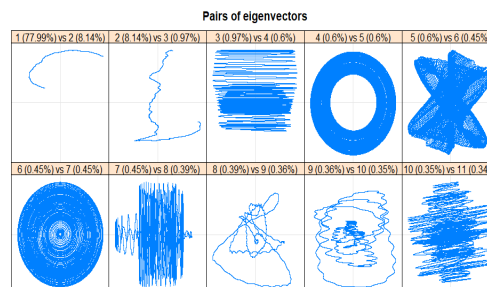 Pairs of eigenvectors
1 (77.99%) vs 2 (8.14%)
2 (8.14%) vs 3 (0.97%)
3 (0.97%) vs 4 (0.6%)
4 (0.6%) vs 5 (0.6%)
5 (0.6%) vs 6 (0.45%
6 (0.45%) vs 7 (0.45%)
7 (0.45%) vs 8 (0.39%)
8 (0.39%) vs 9 (0.36%)
9 (0.36%) vs 10 (0.35%)
10 (0.35%) vs 11 (0.34